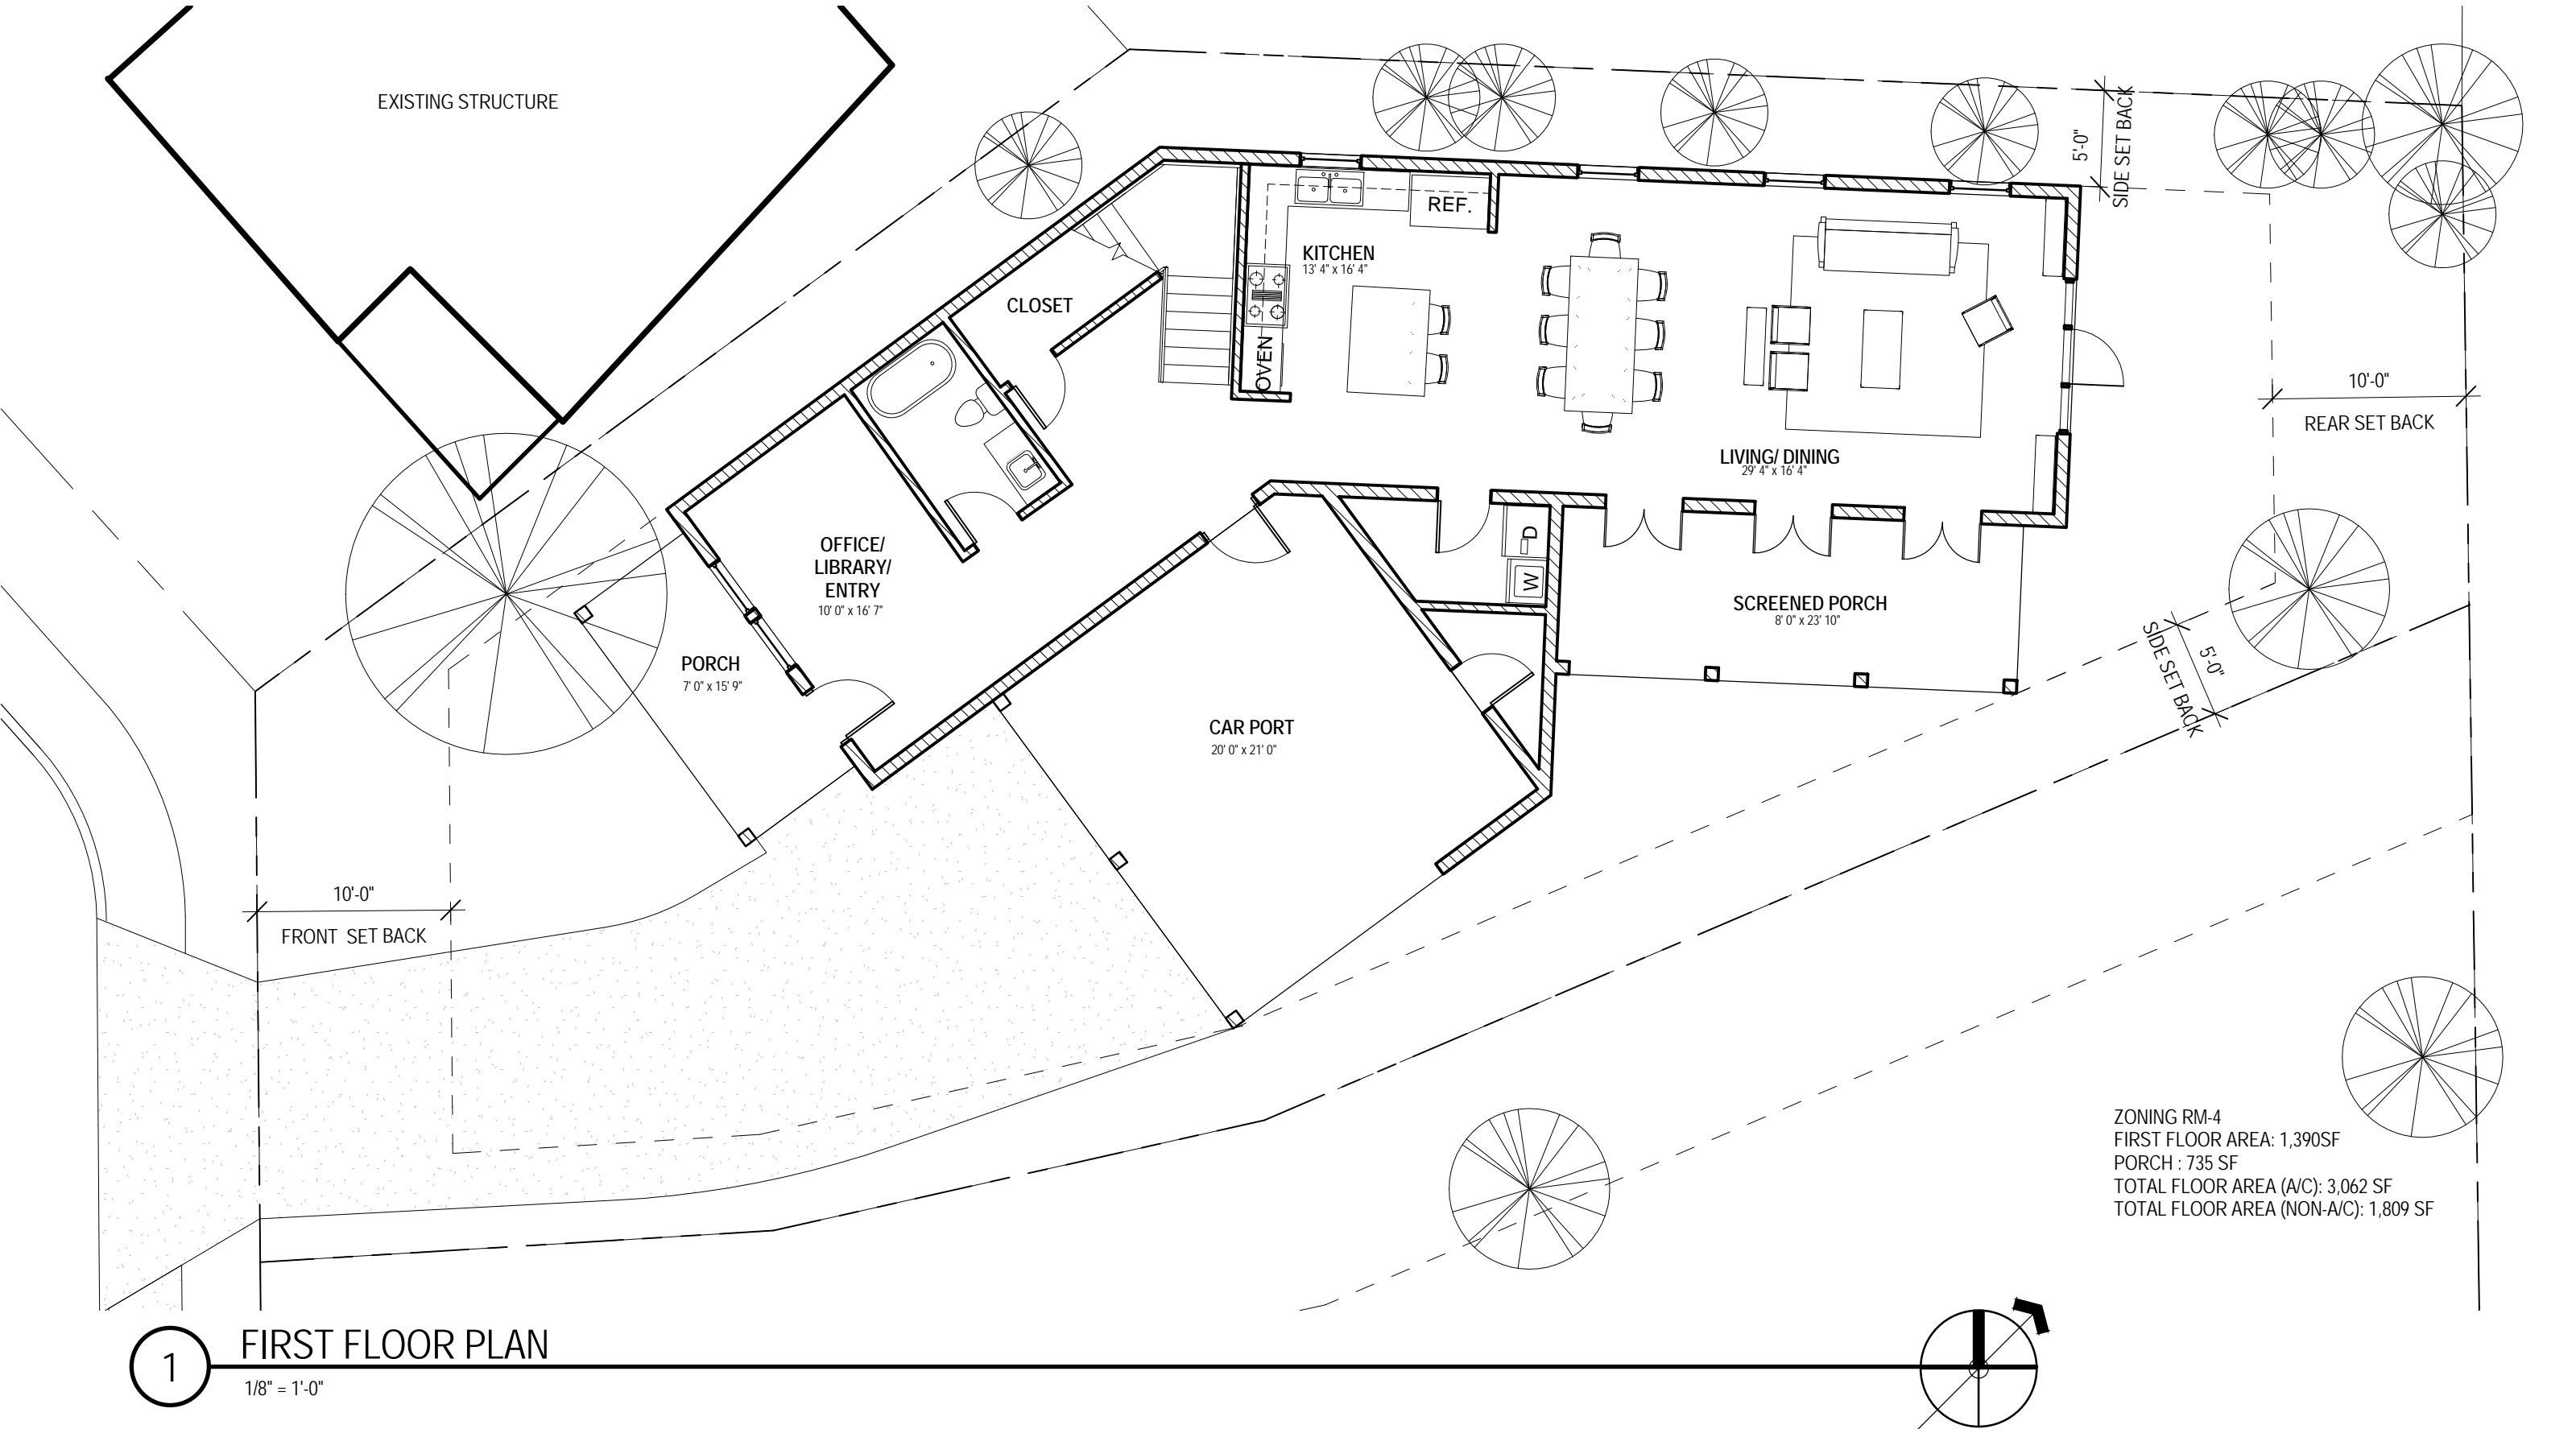 EXISTING STRUCTURE
5'-0"
SIDE SET BACK
REF.
KITCHEN
13' 4" x 16' 4"
CLOSET
OVEN
10'-0"
REAR SET BACK
LIVING/ DINING
29' 4" x 16' 4"
OFFICE/
LIBRARY/
ENTRY
10' 0" x 16' 7"
D
W
SCREENED PORCH
8' 0" x 23' 10"
SIDE SET BACK
5'-0"
PORCH
7' 0" x 15' 9"
CAR PORT
20' 0" x 21' 0"
10'-0"
FRONT SET BACK
ZONING RM-4
FIRST FLOOR AREA: 1,390SF
PORCH : 735 SF
TOTAL FLOOR AREA (A/C): 3,062 SF
TOTAL FLOOR AREA (NON-A/C): 1,809 SF
1
FIRST FLOOR PLAN
1/8" = 1'-0"